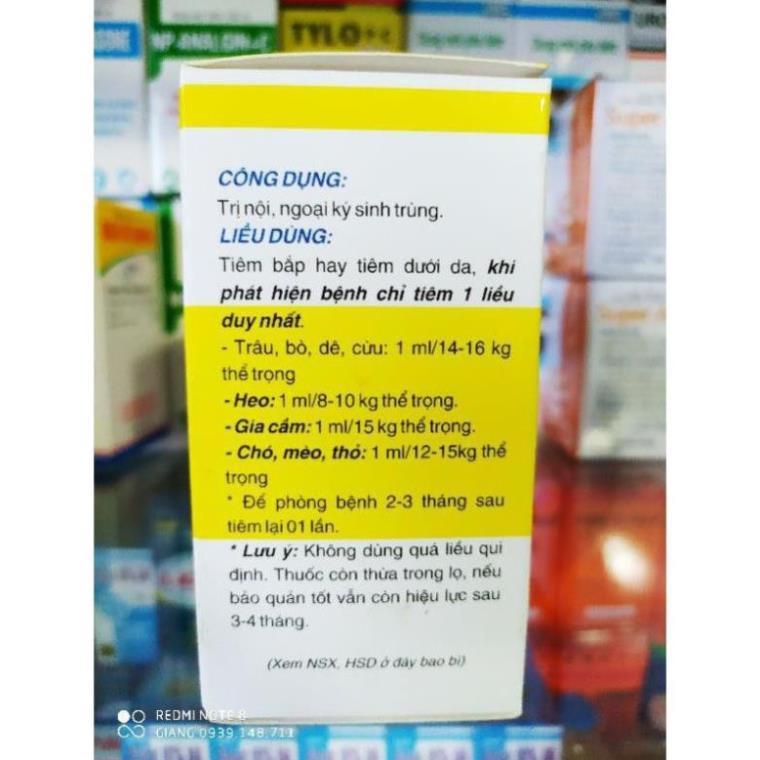 NP-ANALGIN-C
TYLO P-C
CÔNG DỤNG:
Trị nội, ngoại ký sinh trùng.
LIỀU DÙNG:
Tiêm bắp hay tiêm dưới da, khi
phát hiện bệnh chỉ tiêm 1 liều
duy nhất.
- Trâu, bò, dê, cừu: 1 ml/14-16 kg
thể trọng
- Heo: 1 ml/8-10 kg thể trọng.
- Gia cầm: 1 ml/15 kg thể trọng.
- Chó, mèo, thỏ: 1 ml/12-15kg thể
trọng
* Để phòng bệnh 2-3 tháng sau
tiêm lại 01 lần.
* Lưu ý: Không dùng quá liều qui
định. Thuốc còn thừa trong lọ, nếu
bảo quản tốt vẫn còn hiệu lực sau
3-4 tháng.
(Xem NSX, HSD ở đáy bao bì)
REDMI NOTE 8
GIANG 0939.148.711